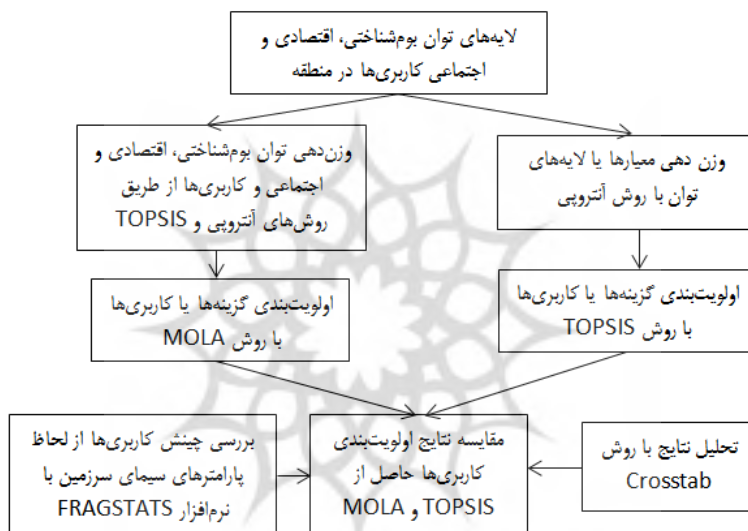 لایه‌های توان بوم‌شناختی، اقتصادی و
اجتماعی کاربری‌ها در منطقه
وزن دهی معیارها یا لایه‌های
توان با روش آنتروپی
وزن‌دهی توان بوم‌شناختی، اقتصادی و
اجتماعی و کاربری‌ها از طریق
روش‌های آنتروپی و TOPSIS
اولویت‌بندی گزینه‌ها یا کاربری‌ها
با روش TOPSIS
اولویت‌بندی گزینه‌ها یا کاربری‌ها
با روش MOLA
تحلیل نتایج با روش
Crosstab
مقایسه نتایج اولویت‌بندی
کاربری‌ها حاصل از
TOPSIS و MOLA
بررسی چینش کاربری‌ها از لحاظ
پارامترهای سیمای سرزمین با
نرم‌افزار FRAGSTATS